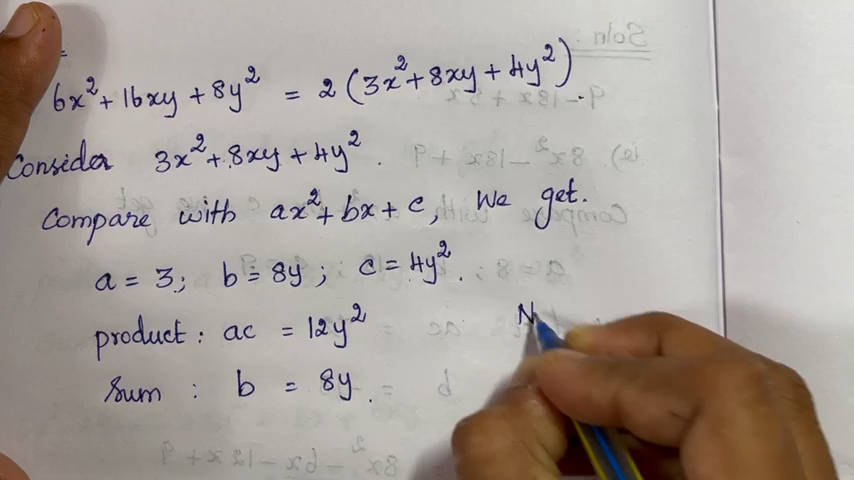 =
6x² + 16xy + 8y² = 2 (3x² + 8xy + 4y²).
Consider 3x² + 8xy + 4y².
Compare with ax² + bx + c, We get.
a = 3; b = 8y; c = 4y².
product : ac = 12y²
N
Sum : b = 8y.